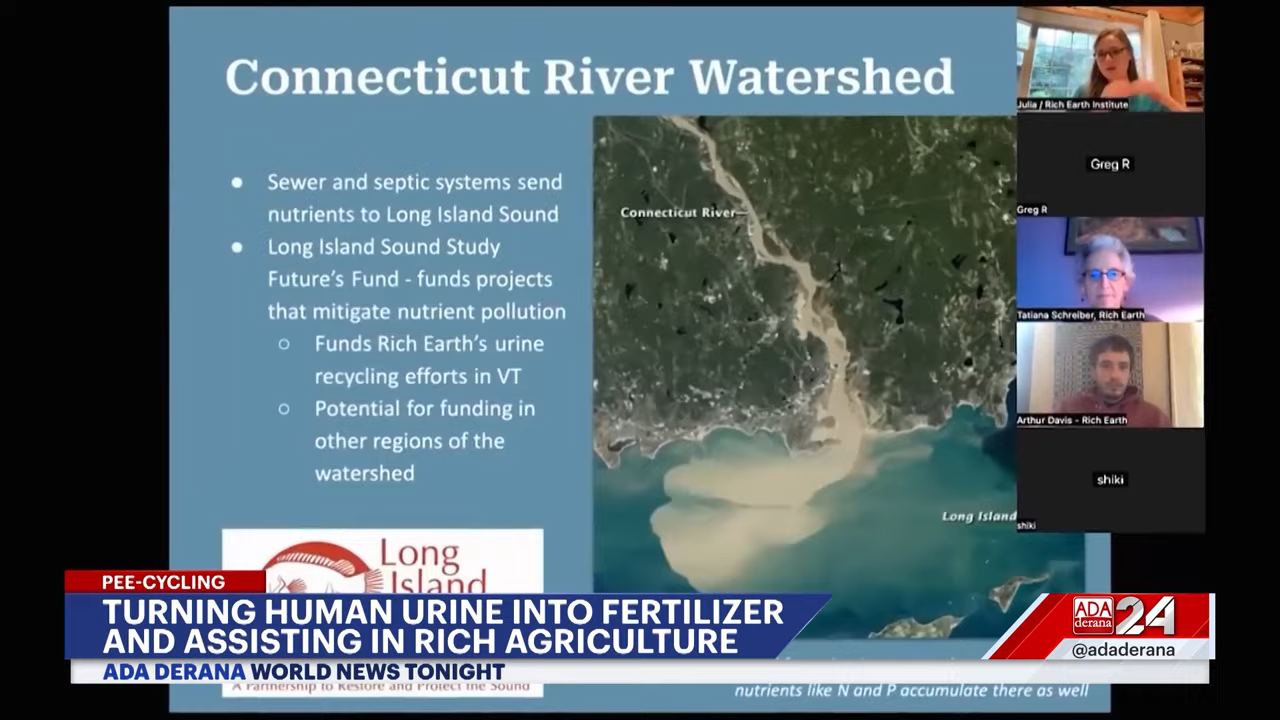 Connecticut River Watershed
Sewer and septic systems send
nutrients to Long Island Sound
Long Island Sound Study
Future's Fund - funds projects
that mitigate nutrient pollution
Funds Rich Earth's urine
recycling efforts in VT
Potential for funding in
other regions of the
watershed
Connecticut River
Long Island
Long
Island
A Partnership to Restore and Protect the Sound
nutrients like N and P accumulate there as well
Julia / Rich Earth Institute
Greg R
Greg R
Tatiana Schreiber, Rich Earth
Arthur Davis - Rich Earth
shiki
shiki
PEE-CYCLING
TURNING HUMAN URINE INTO FERTILIZER
AND ASSISTING IN RICH AGRICULTURE
ADA DERANA WORLD NEWS TONIGHT
ADA
derana
24
@adaderana